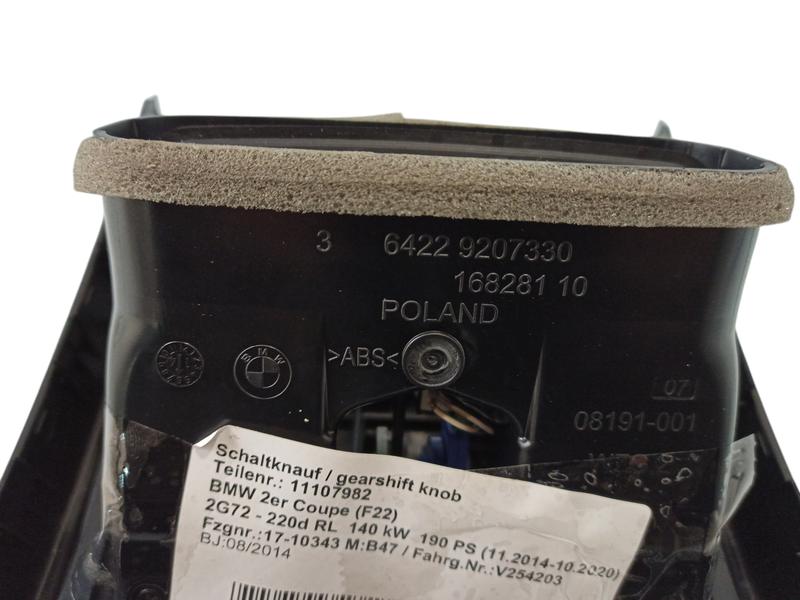 3 6422 9207330
168281 10
POLAND
BMW
>ABS<
07
08191-001
Schaltknauf / gearshift knob
Teilenr.: 11107982
BMW 2er Coupe (F22)
2G72 - 220d RL 140 kW 190 PS (11.2014-10.2020)
Fzgnr.:17-10343 M:B47 / Fahrg.Nr.:V254203
BJ:08/2014